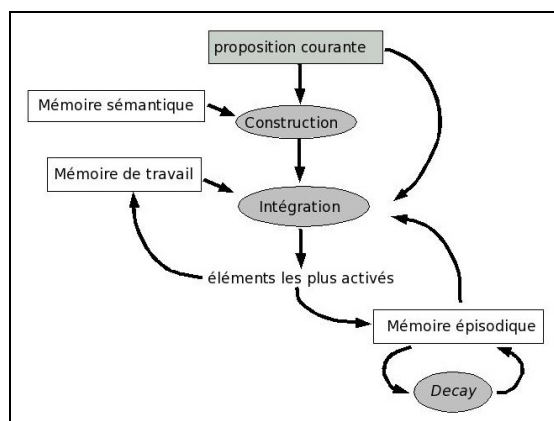 proposition courante
Mémoire sémantique
Construction
Mémoire de travail
Intégration
éléments les plus activés
Mémoire épisodique
Decay